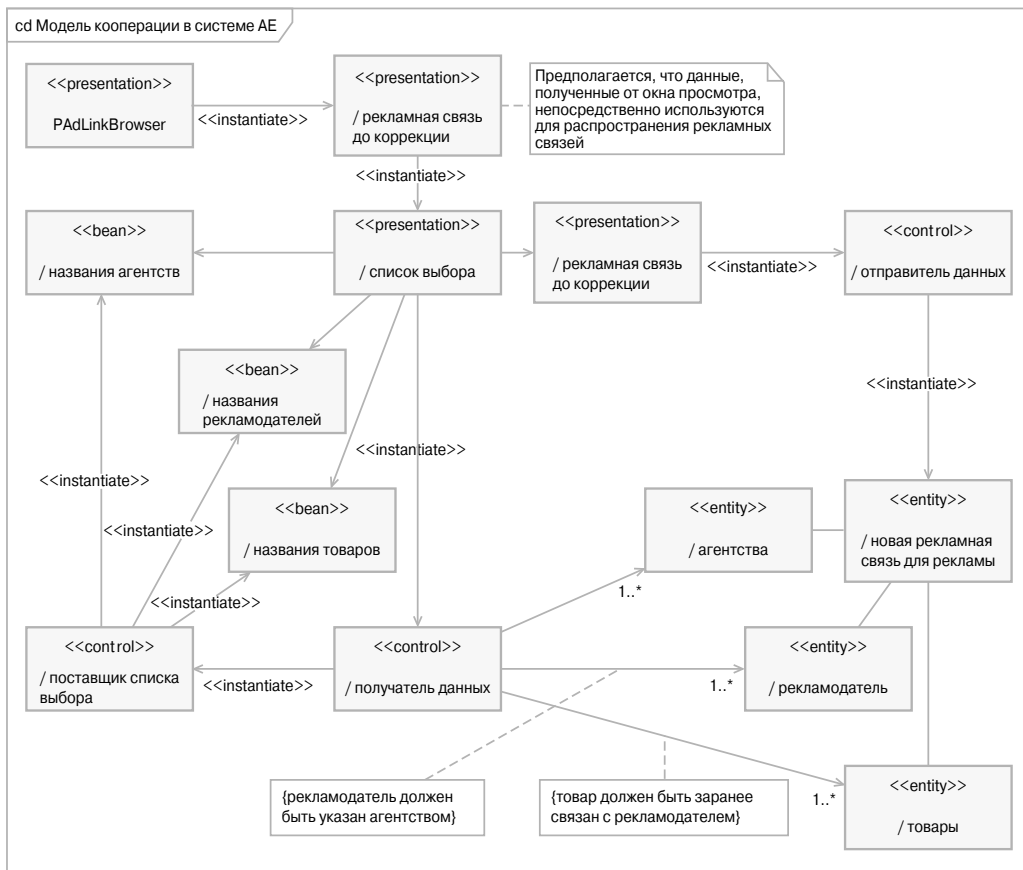 cd Модель кооперации в системе AE
<<presentation>>
PAdLinkBrowser
<<instantiate>>
<<presentation>>
/ рекламная связь
до коррекции
Предполагается, что данные,
полученные от окна просмотра,
непосредственно используются
для распространения рекламных
связей
<<instantiate>>
<<bean>>
/ названия агентств
<<presentation>>
/ список выбора
<<presentation>>
/ рекламная связь
до коррекции
<<instantiate>>
<<control>>
/ отправитель данных
<<bean>>
/ названия
рекламодателей
<<instantiate>>
<<instantiate>>
<<instantiate>>
<<bean>>
/ названия товаров
<<instantiate>>
<<entity>>
/ агентства
<<entity>>
/ новая рекламная
связь для рекламы
1..*
<<instantiate>>
<<control>>
/ поставщик списка
выбора
<<instantiate>>
<<control>>
/ получатель данных
1..*
<<entity>>
/ рекламодатель
{рекламодатель должен
быть указан агентством}
{товар должен быть заранее
связан с рекламодателем}
1..*
<<entity>>
/ товары